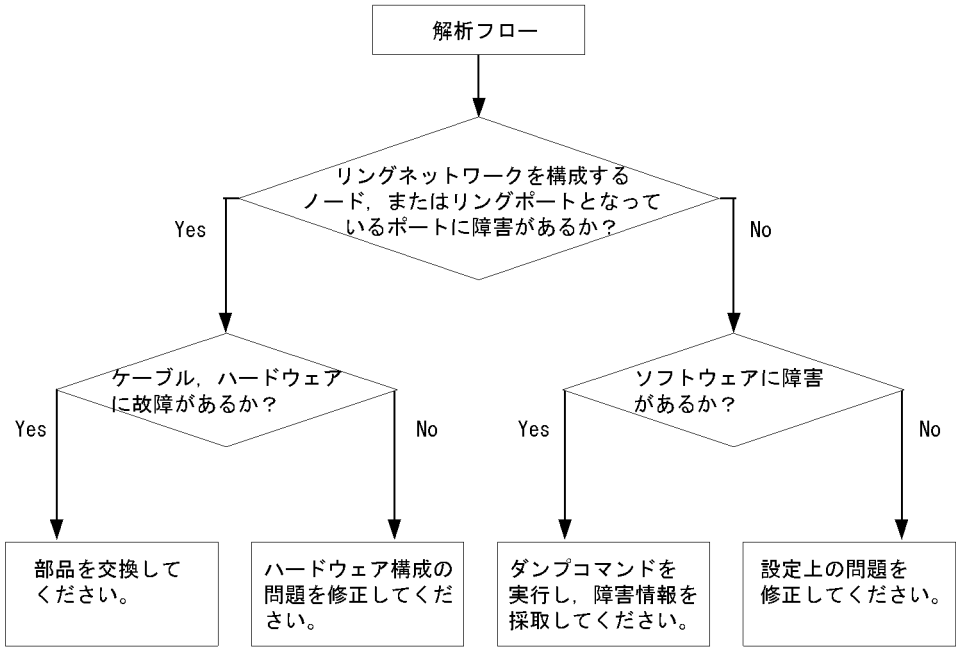 解析フロー
リングネットワークを構成する
ノード，またはリングポートとなって
いるポートに障害があるか？
Yes
No
ケーブル，ハードウェア
に故障があるか？
ソフトウェアに障害
があるか？
Yes
No
Yes
No
部品を交換して
ください。
ハードウェア構成の
問題を修正してくだ
さい。
ダンプコマンドを
実行し，障害情報を
採取してください。
設定上の問題を
修正してください。